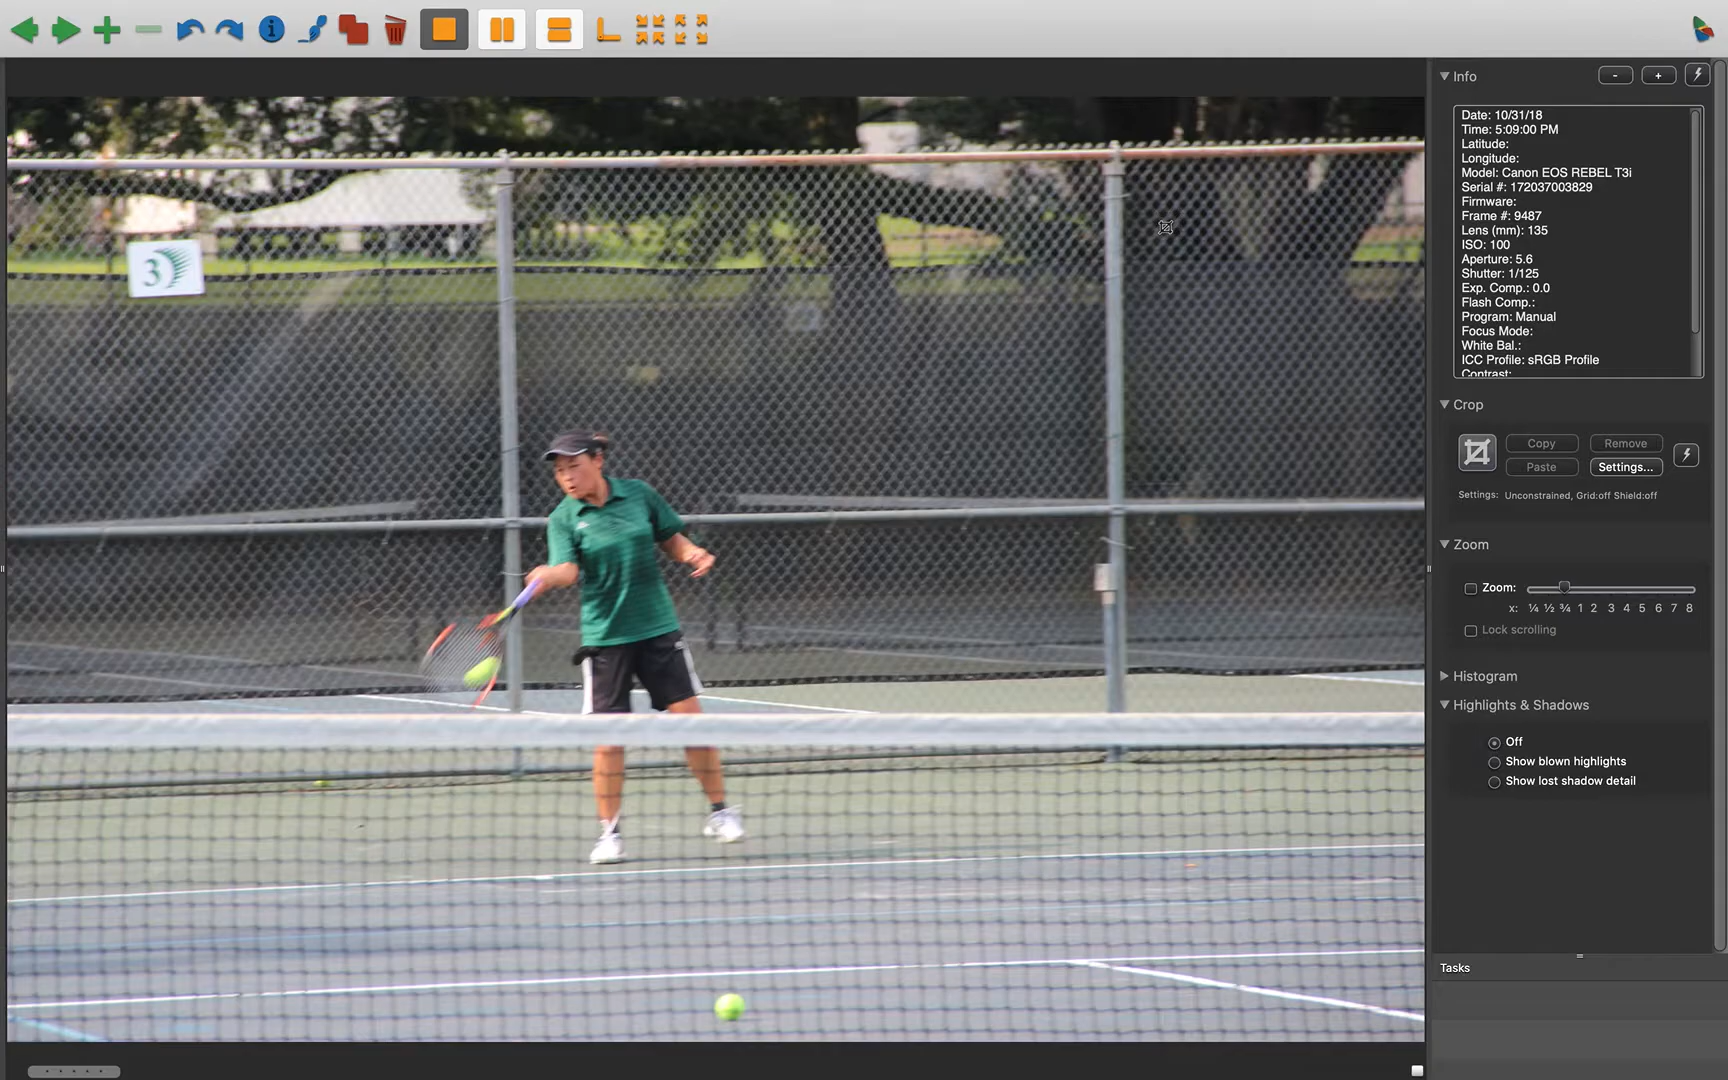 Info
-
+
Date: 10/31/18
Time: 5:09:00 PM
Latitude:
Longitude:
Model: Canon EOS REBEL T3i
Serial #: 172037003829
Firmware:
Frame #: 9487
Lens (mm): 135
ISO: 100
Aperture: 5.6
Shutter: 1/125
Exp. Comp.: 0.0
Flash Comp.:
Program: Manual
Focus Mode:
White Bal.:
ICC Profile: sRGB Profile
Contrast:
Crop
Copy Remove
Paste Settings...
Settings: Unconstrained, Grid:off Shield:off
Zoom
Zoom:
x: ¼ ½ ¾ 1 2 3 4 5 6 7 8
Lock scrolling
Histogram
Highlights & Shadows
Off
Show blown highlights
Show lost shadow detail
Tasks
3